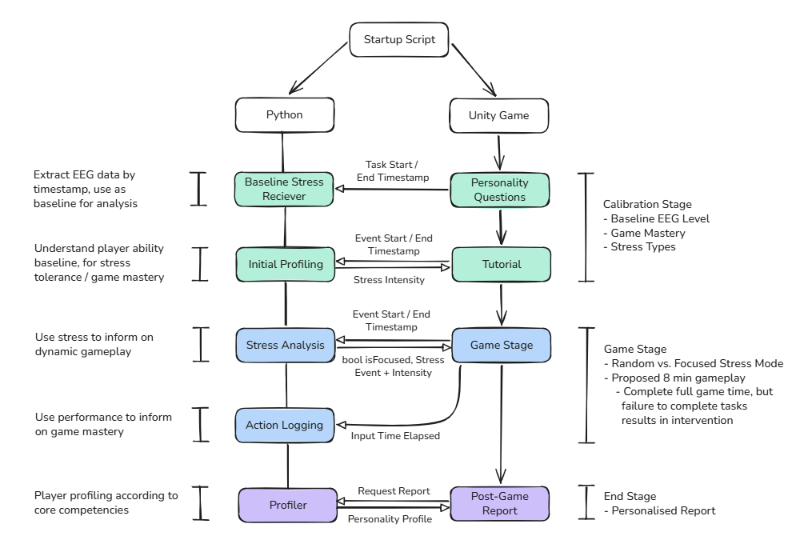 Startup Script
Python
Unity Game
Extract EEG data by
timestamp, use as
baseline for analysis
Baseline Stress
Reciever
Task Start /
End Timestamp
Personality
Questions
Calibration Stage
- Baseline EEG Level
- Game Mastery
- Stress Types
Understand player ability
baseline, for stress
tolerance / game mastery
Initial Profiling
Event Start / End
Timestamp
Stress Intensity
Tutorial
Use stress to inform on
dynamic gameplay
Stress Analysis
Event Start / End
Timestamp
bool isFocused, Stress
Event + Intensity
Game Stage
Game Stage
- Random vs. Focused Stress Mode
- Proposed 8 min gameplay
- Complete full game time, but
failure to complete tasks
results in intervention
Use performance to inform
on game mastery
Action Logging
Input Time Elapsed
Player profiling according to
core competencies
Profiler
Request Report
Personality Profile
Post-Game
Report
End Stage
- Personalised Report